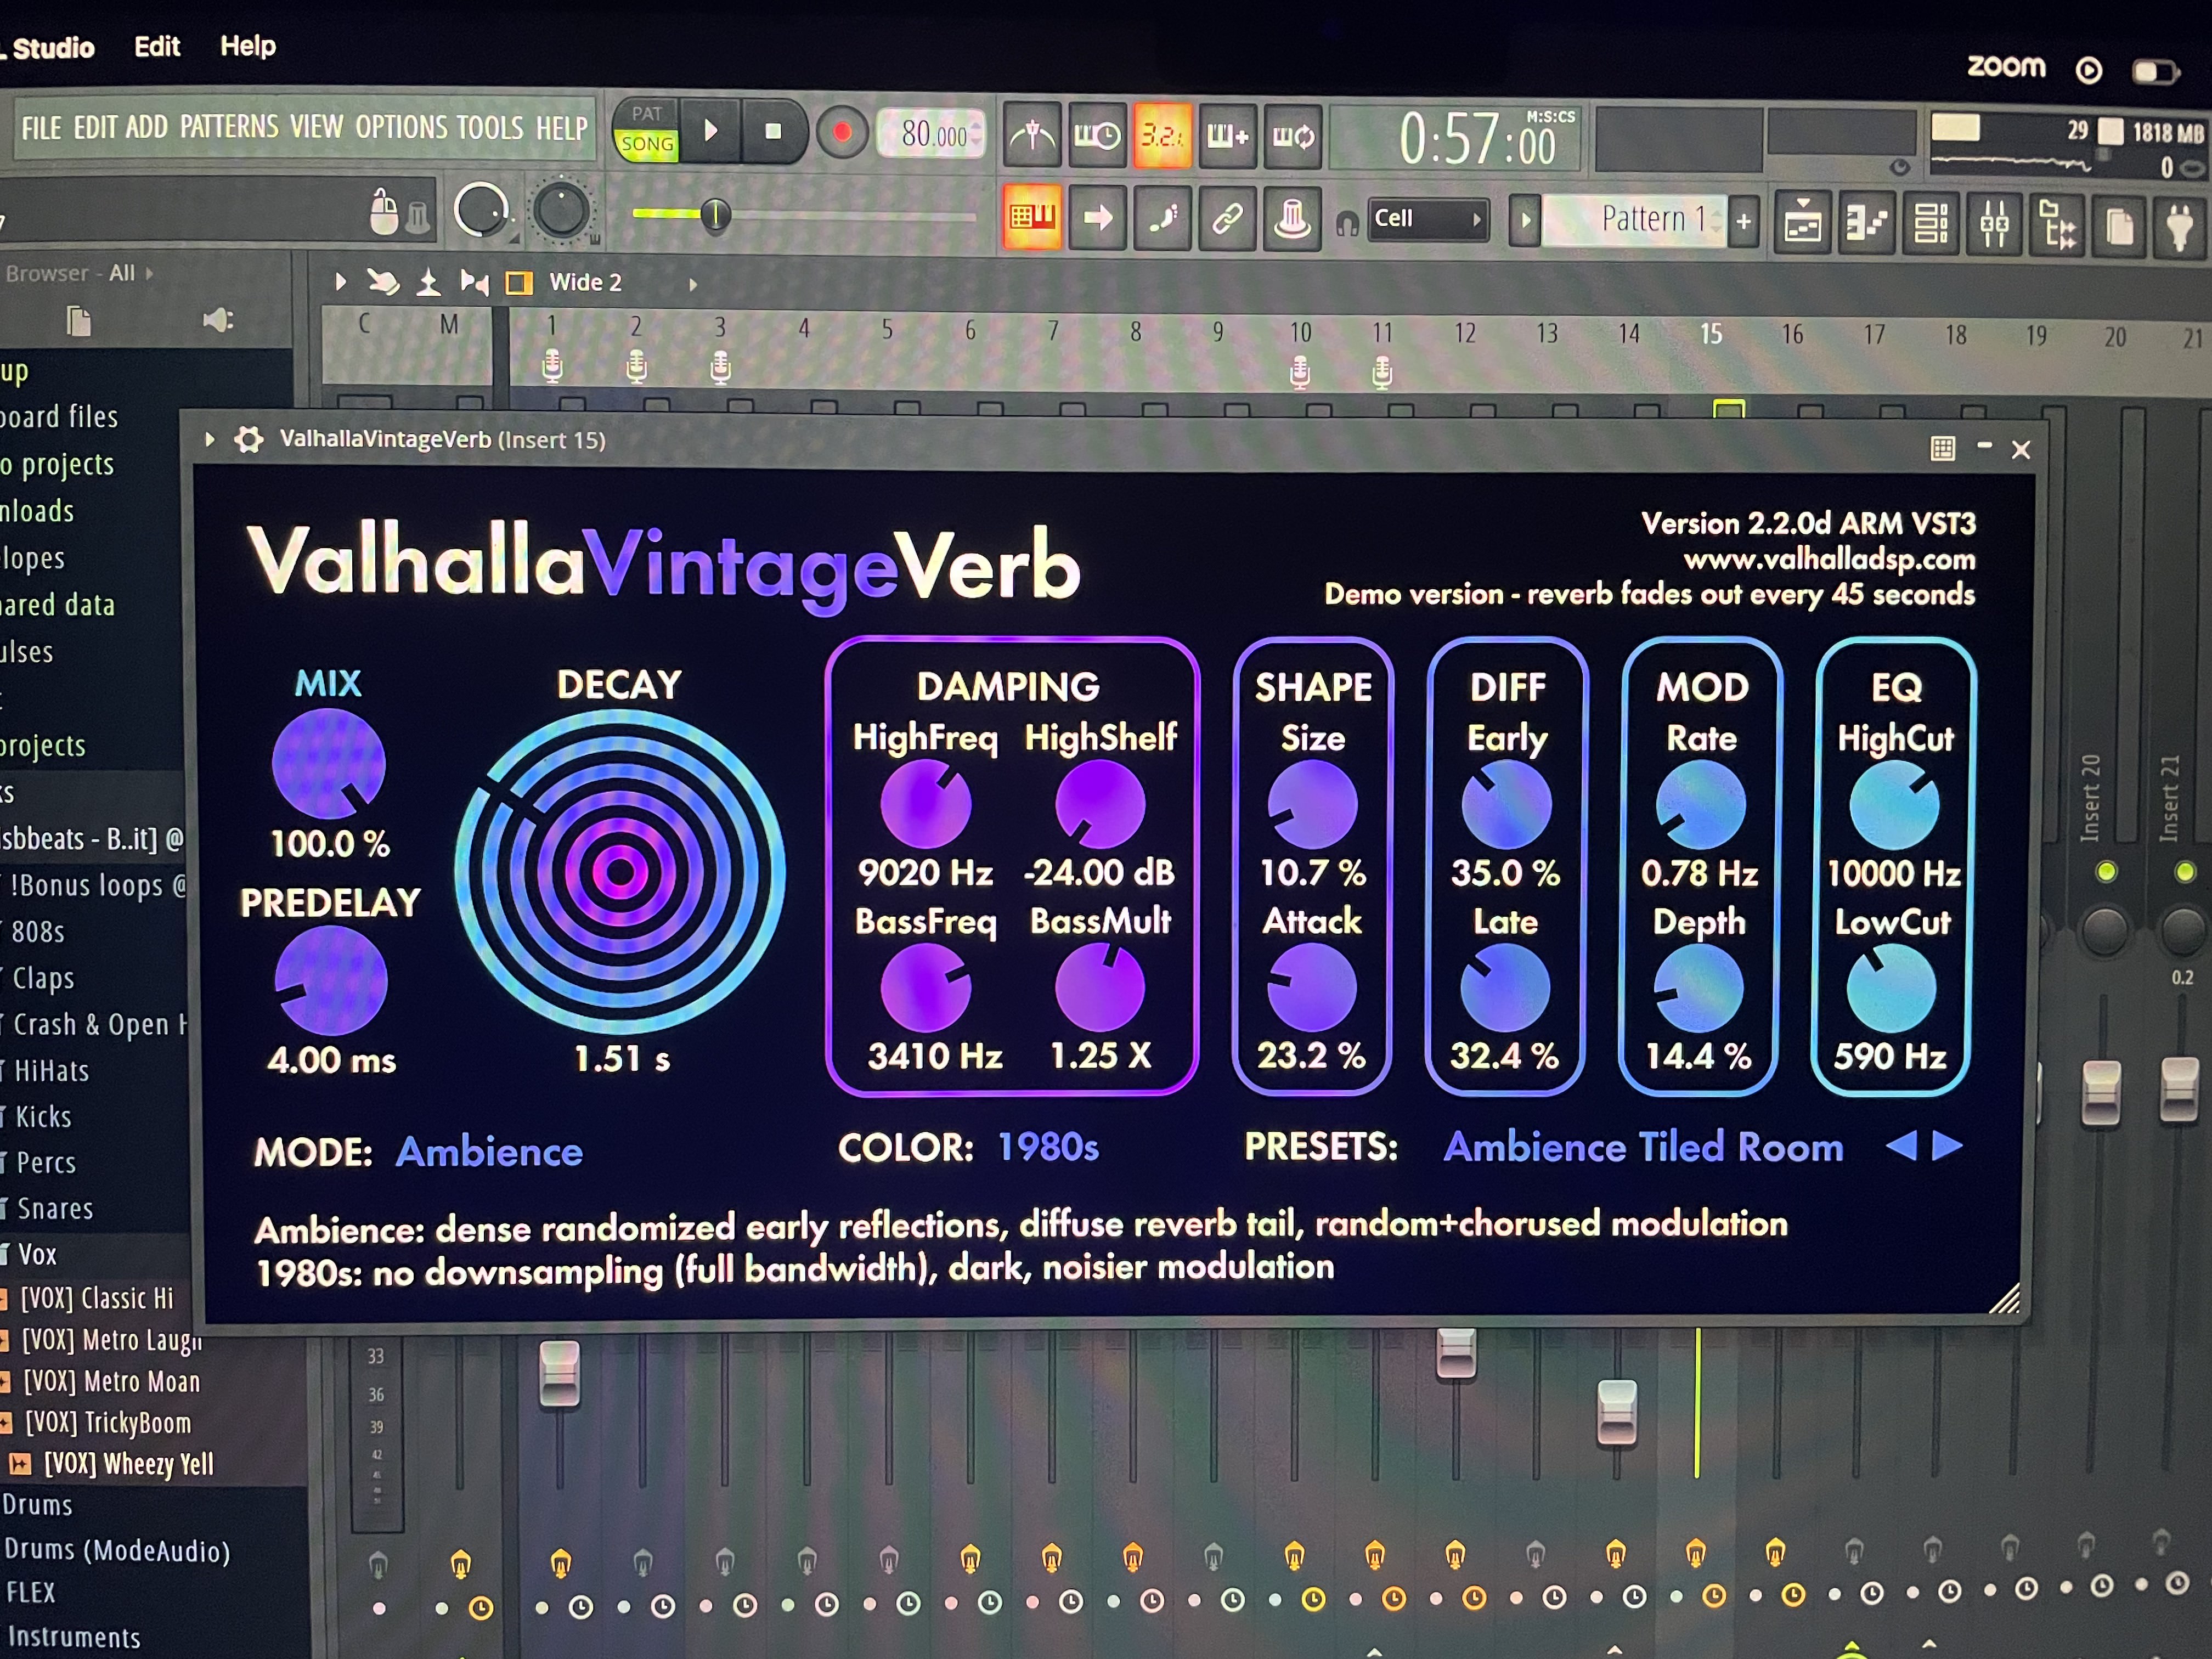 Studio Edit Help
zoom
FILE EDIT ADD PATTERNS VIEW OPTIONS TOOLS HELP
PAT
SONG
80.000
3.2.
0:57:00
M:S:CS
29
1818 MB
0
Cell
Pattern 1
+
Browser - All
Wide 2
C M 1 2 3 4 5 6 7 8 9 10 11 12 13 14 15 16 17 18 19 20 21
up
board files
o projects
nloads
elopes
hared data
ulses
projects
ks
sbbeats - B..it] @
!Bonus loops @
808s
Claps
Crash & Open H
HiHats
Kicks
Percs
Snares
Vox
[VOX] Classic Hi
[VOX] Metro Laugh
[VOX] Metro Moan
[VOX] TrickyBoom
[VOX] Wheezy Yell
Drums
Drums (ModeAudio)
FLEX
Instruments
ValhallaVintageVerb (Insert 15)
ValhallaVintageVerb
Version 2.2.0d ARM VST3
www.valhalladsp.com
Demo version - reverb fades out every 45 seconds
MIX
100.0 %
PREDELAY
4.00 ms
DECAY
1.51 s
DAMPING
HighFreq HighShelf
9020 Hz -24.00 dB
BassFreq BassMult
3410 Hz 1.25 X
SHAPE
Size
10.7 %
Attack
23.2 %
DIFF
Early
35.0 %
Late
32.4 %
MOD
Rate
0.78 Hz
Depth
14.4 %
EQ
HighCut
10000 Hz
LowCut
590 Hz
MODE: Ambience
COLOR: 1980s
PRESETS: Ambience Tiled Room
Ambience: dense randomized early reflections, diffuse reverb tail, random+chorused modulation
1980s: no downsampling (full bandwidth), dark, noisier modulation
Insert 20
Insert 21
0.2
33
36
39
42